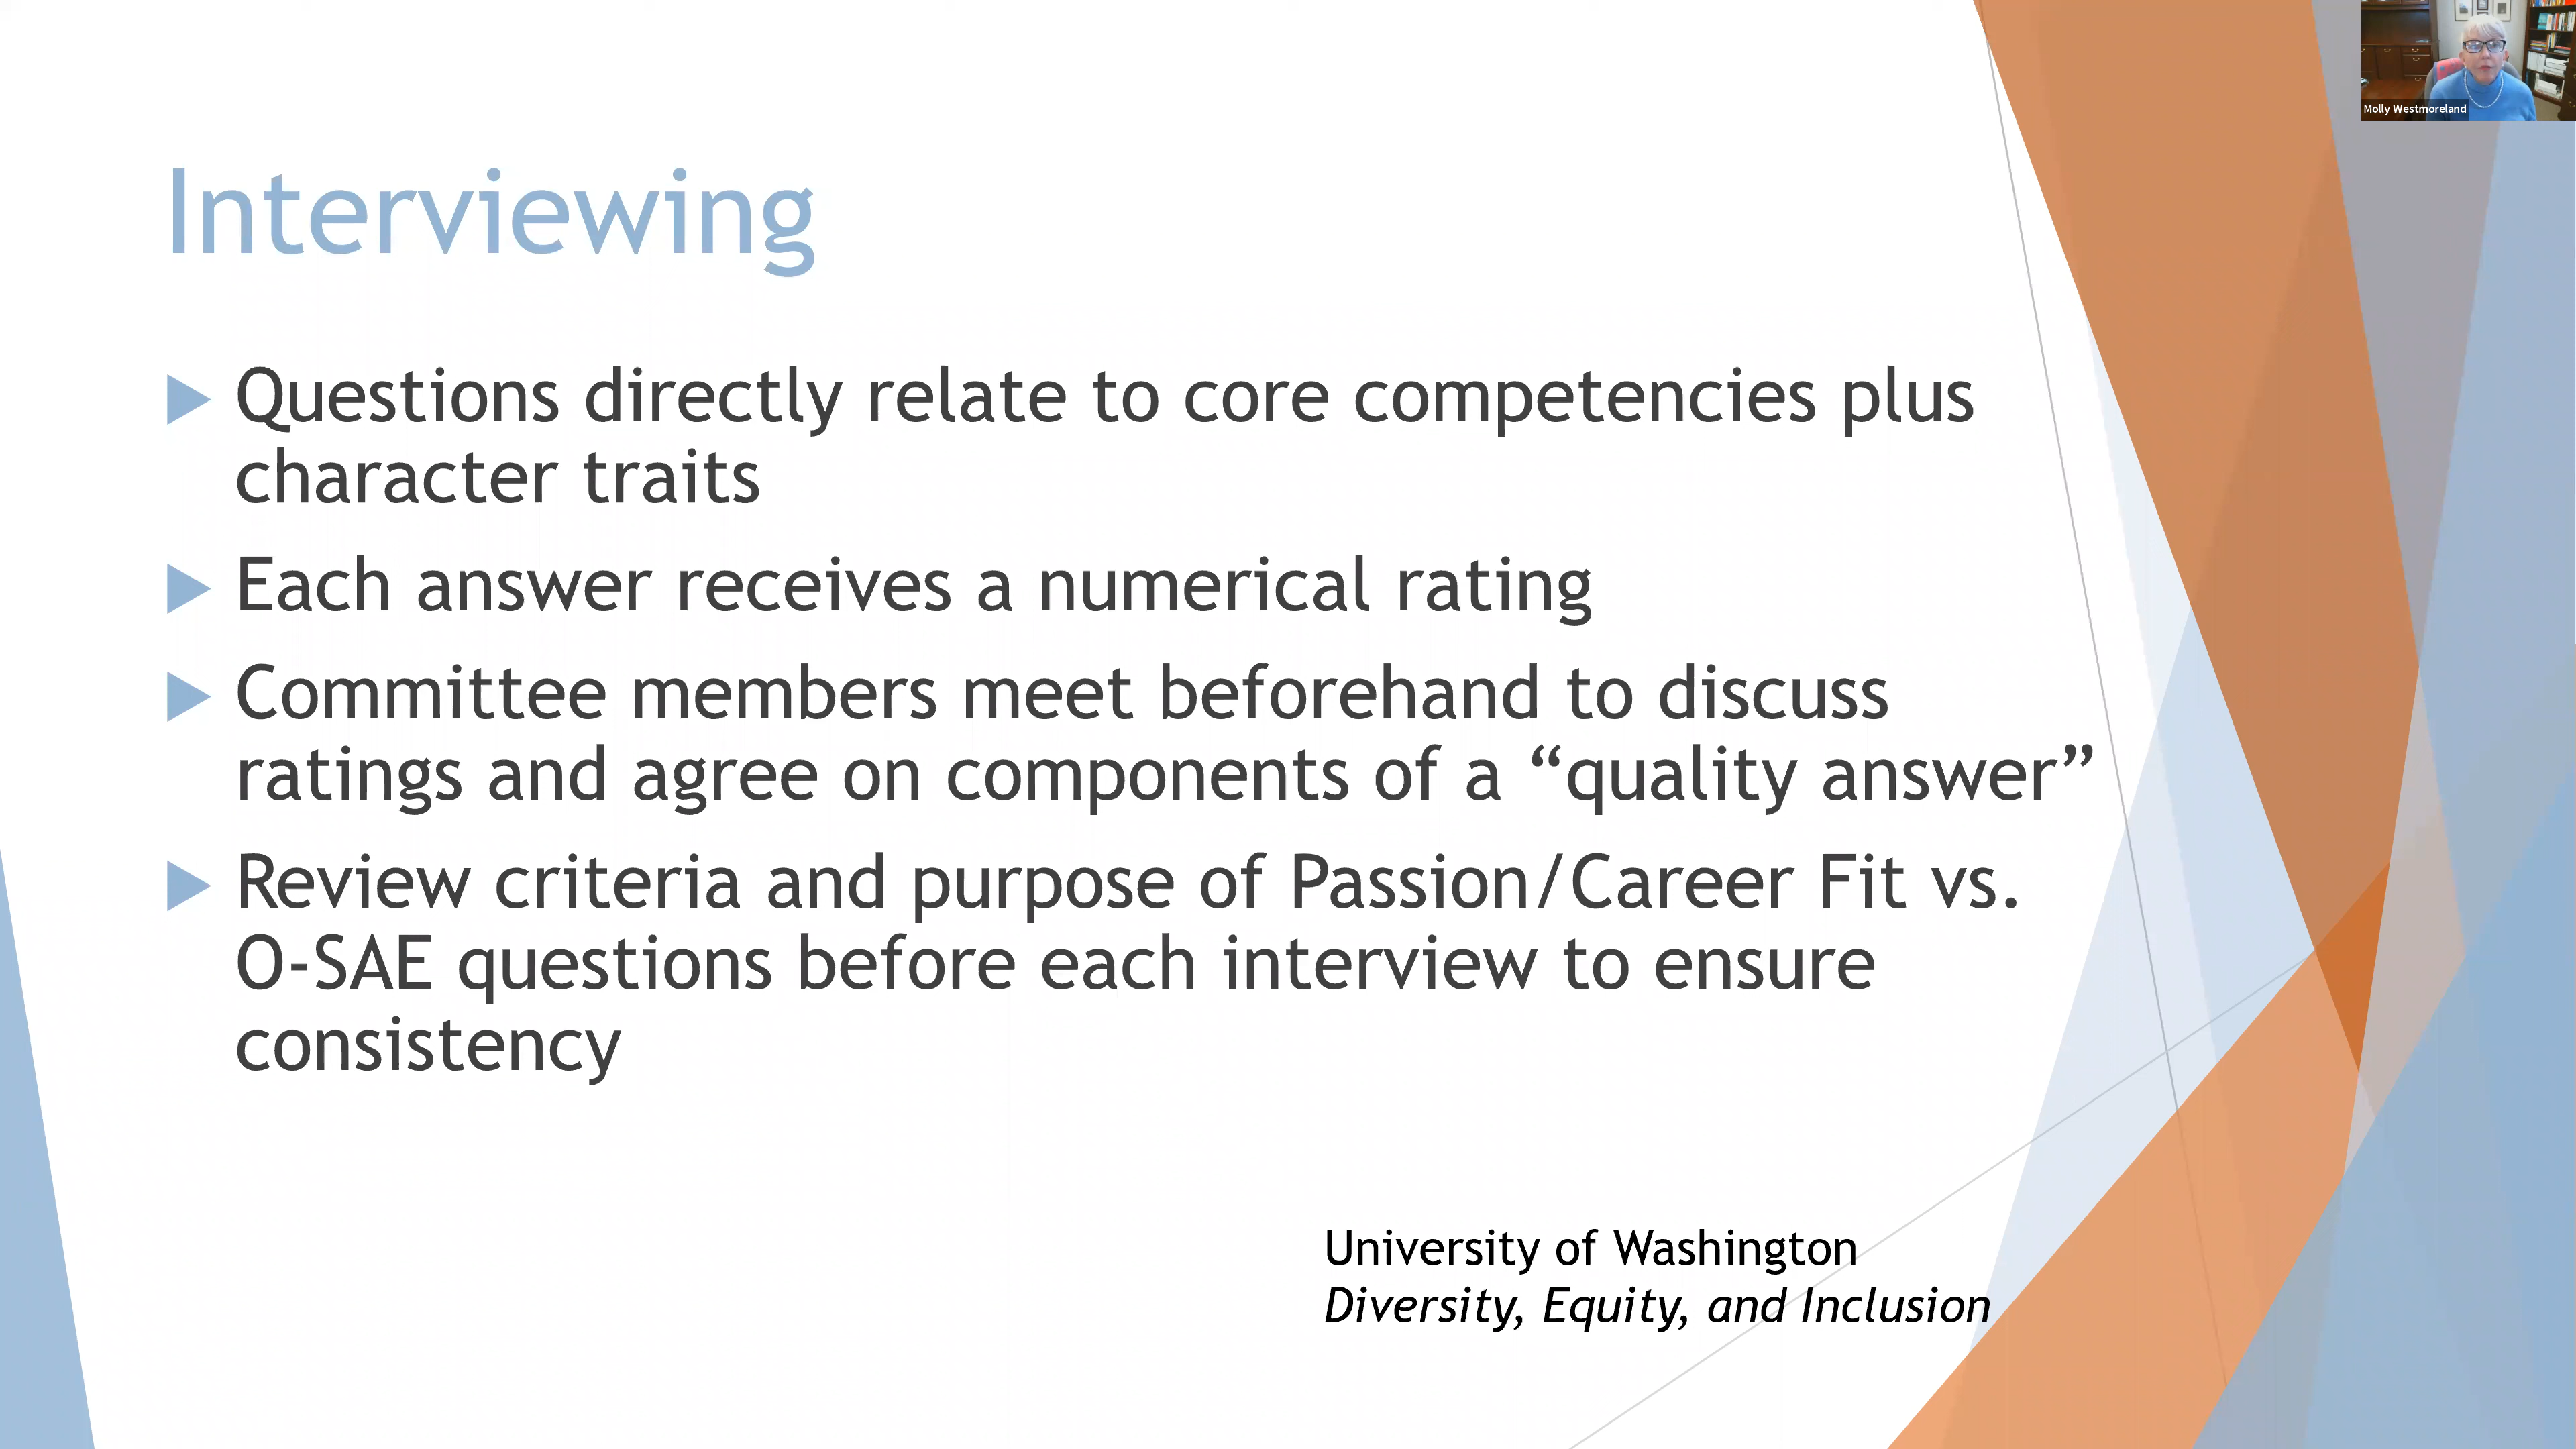 Molly Westmoreland
Interviewing
Questions directly relate to core competencies plus
character traits
Each answer receives a numerical rating
Committee members meet beforehand to discuss
ratings and agree on components of a “quality answer”
Review criteria and purpose of Passion/Career Fit vs.
O-SAE questions before each interview to ensure
consistency
University of Washington
Diversity, Equity, and Inclusion